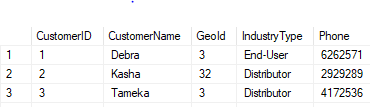 CustomerID CustomerName GeoId IndustryType Phone
1 1 Debra 3 End-User 6262571
2 2 Kasha 32 Distributor 2929289
3 3 Tameka 3 Distributor 4172536